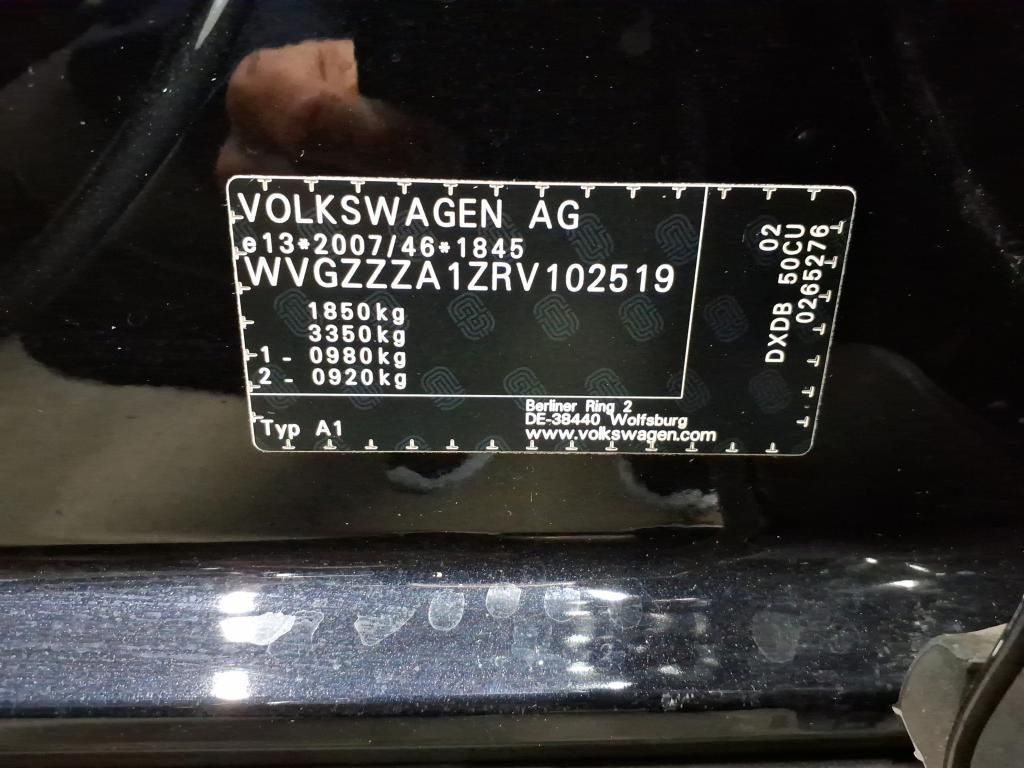 VOLKSWAGEN AG
e13*2007/46*1845
WVGZZZA1ZRV102519
1850kg
3350kg
1 - 0980kg
2 - 0920kg
Typ A1
Berliner Ring 2
DE-38440 Wolfsburg
www.volkswagen.com
02
DXDB 50CU
0265276